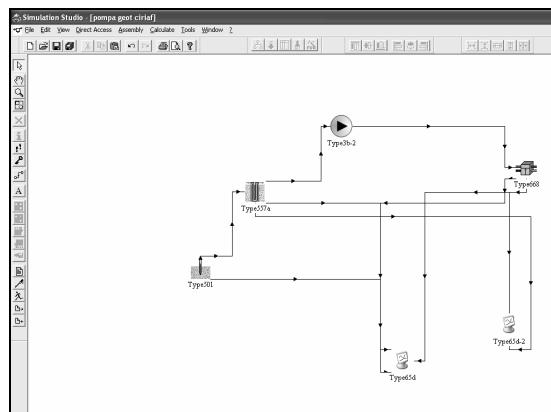 Simulation Studio - [pompa geot ciriaf]
File Edit View Direct Access Assembly Calculate Tools Window ?
A
Type3b-2
Type668
Type557a
Type501
Type65d-2
Type65d